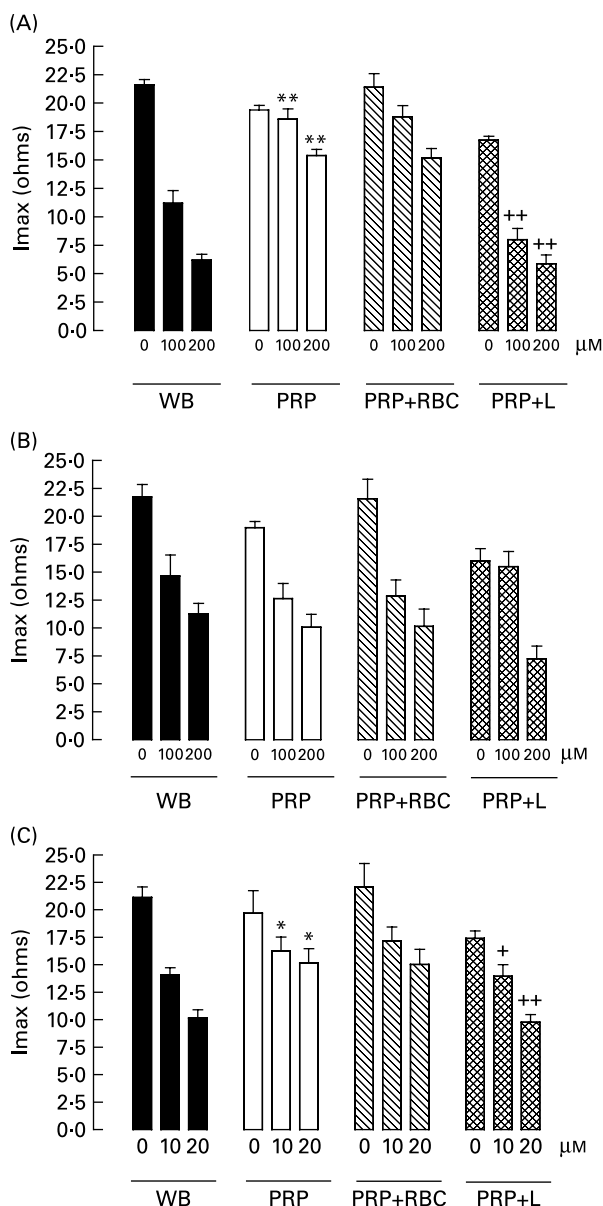 (A)
Imax (ohms)
25·0
22·5
20·0
17·5
15·0
12·5
10·0
7·5
5·0
2·5
0·0
** ** ++ ++
0 100 200 0 100 200 0 100 200 0 100 200 μM
WB PRP PRP+RBC PRP+L
(B)
Imax (ohms)
25·0
22·5
20·0
17·5
15·0
12·5
10·0
7·5
5·0
2·5
0·0
0 100 200 0 100 200 0 100 200 0 100 200 μM
WB PRP PRP+RBC PRP+L
(C)
Imax (ohms)
25·0
22·5
20·0
17·5
15·0
12·5
10·0
7·5
5·0
2·5
0·0
* * + ++
0 10 20 0 10 20 0 10 20 0 10 20 μM
WB PRP PRP+RBC PRP+L